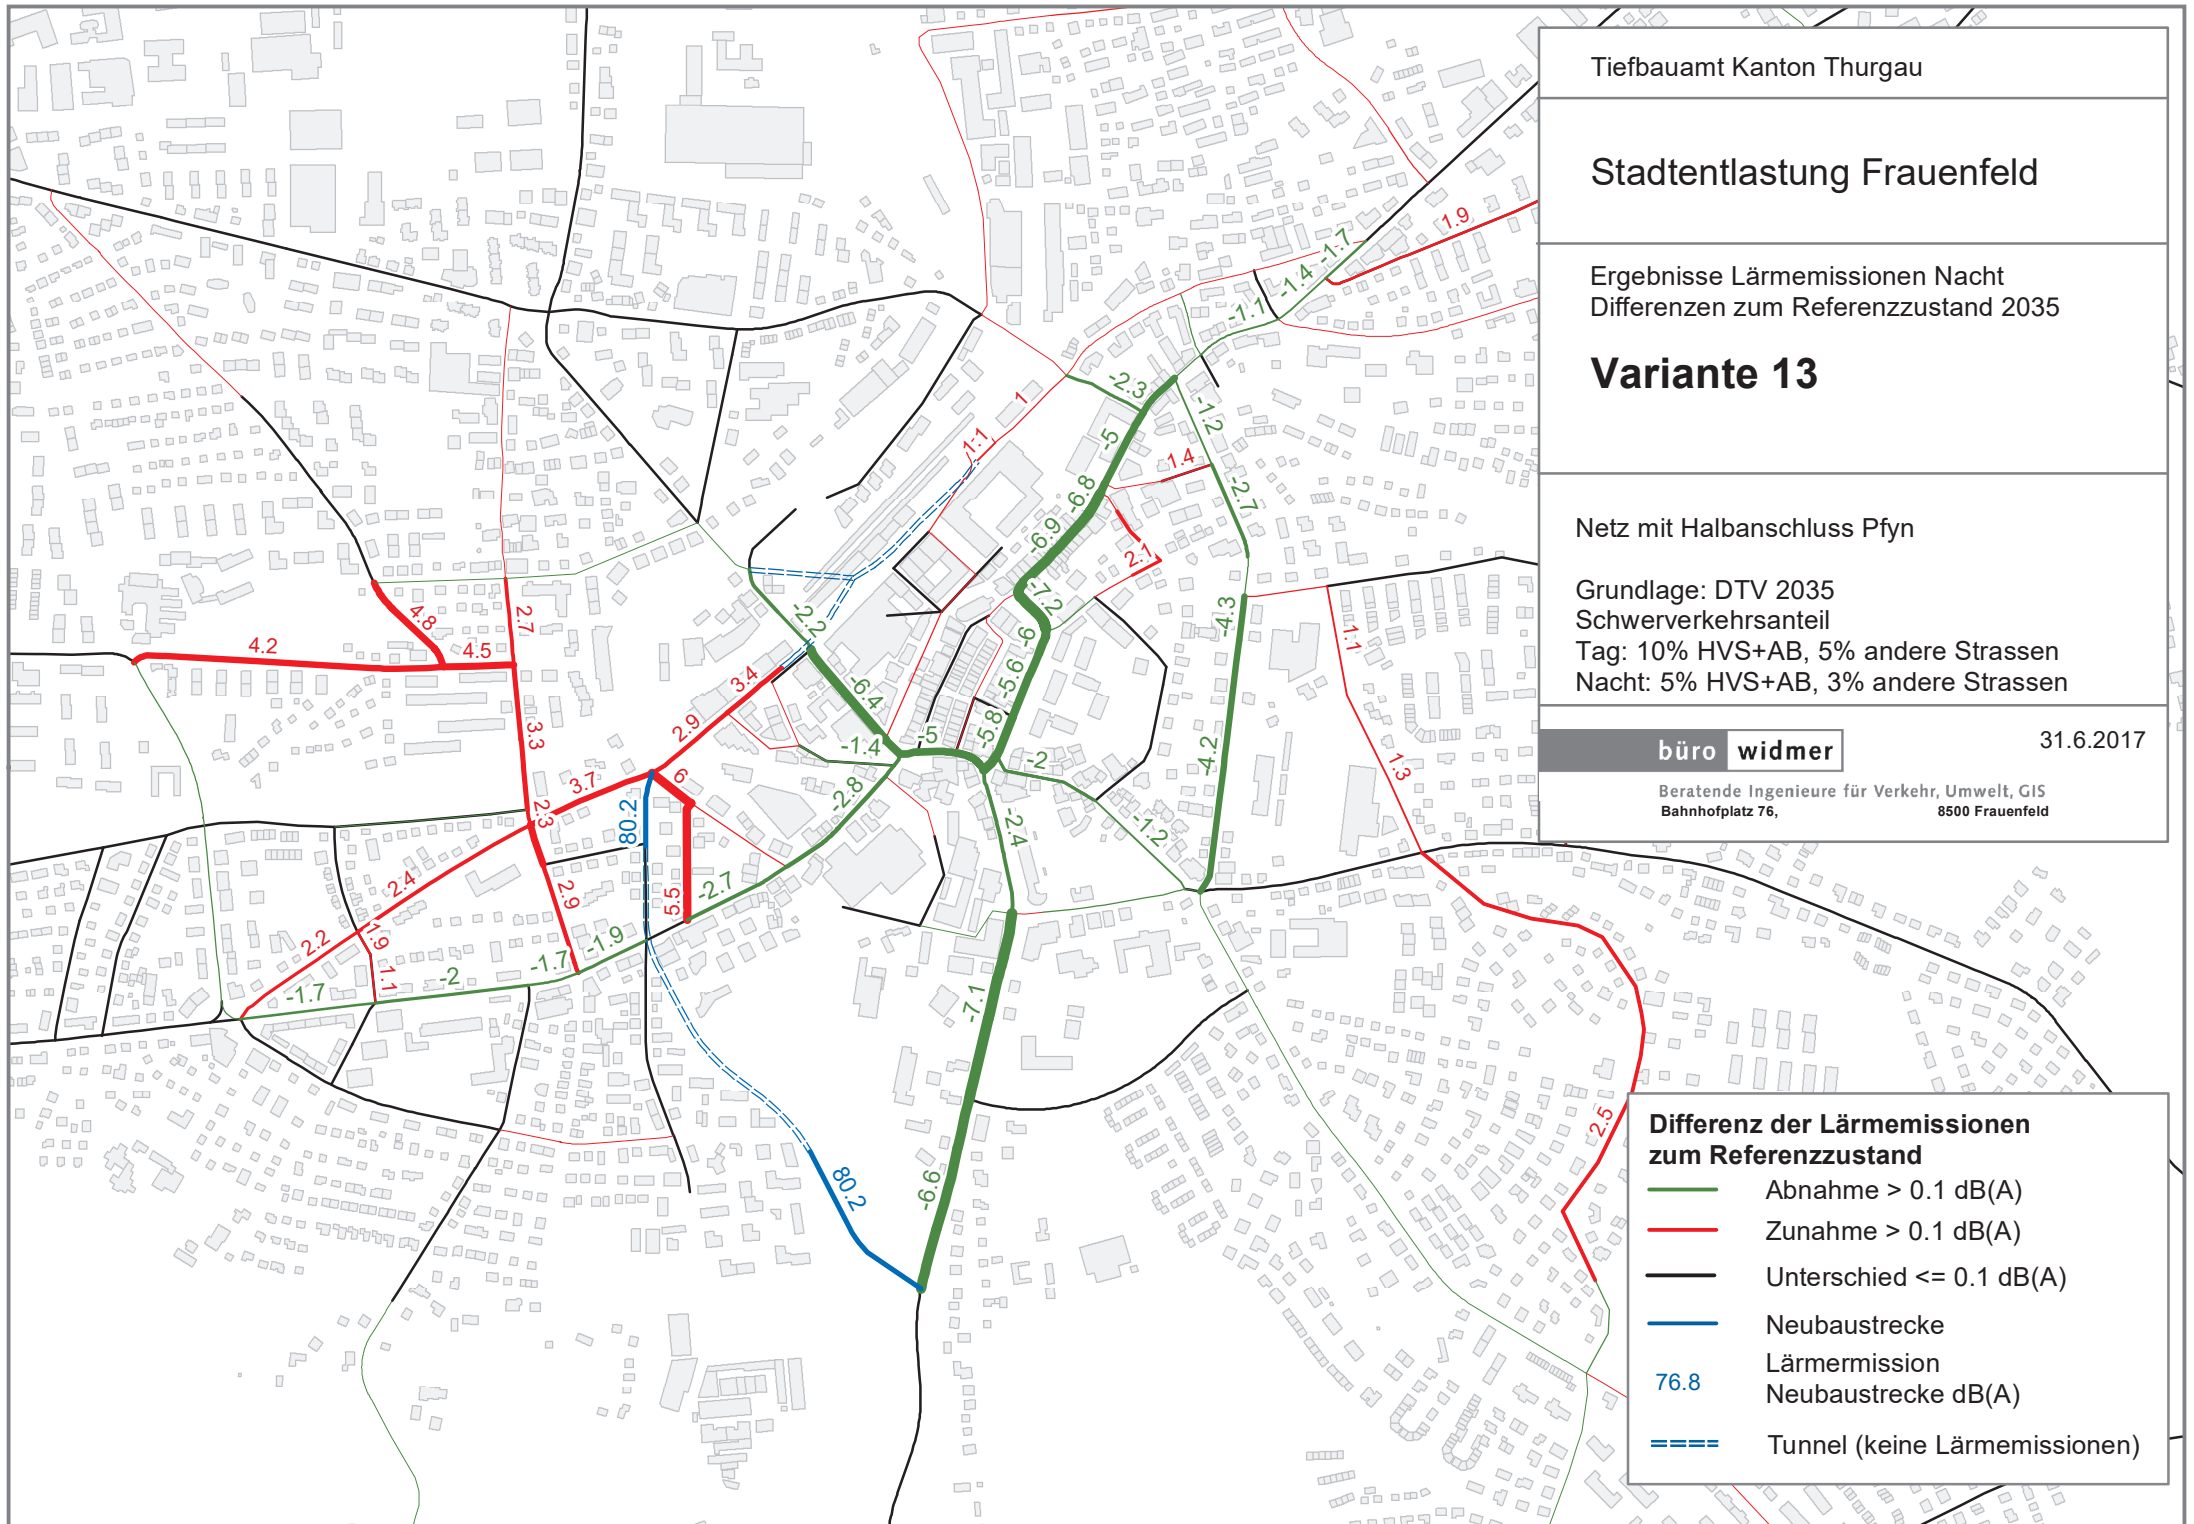 Tiefbauamt Kanton Thurgau
Stadtentlastung Frauenfeld
Ergebnisse Lärmemissionen Nacht
Differenzen zum Referenzzustand 2035
Variante 13
Netz mit Halbanschluss Pfyn
Grundlage: DTV 2035
Schwerverkehrsanteil
Tag: 10% HVS+AB, 5% andere Strassen
Nacht: 5% HVS+AB, 3% andere Strassen
büro widmer
31.6.2017
Beratende Ingenieure für Verkehr, Umwelt, GIS
Bahnhofplatz 76, 8500 Frauenfeld
1.9
-1.7
-1.4
-1.1
-2.3
1
1.1
-5
-1.2
1.4
-6.8
-2.7
-6.9
2.1
-7.2
-2.2
4.8
2.7
-4.3
4.2
4.5
-6
1.1
3.4
-6.4
-5.6
2.9
3.3
-5.8
-1.4
-5
-2
-4.2
1.3
3.7
6
2.3
80.2
-2.8
-2.4
-1.2
2.4
2.9
5.5
-2.7
2.2
1.9
-1.9
-1.7
1.1
-2
-1.7
-7.1
80.2
-6.6
2.5
Differenz der Lärmemissionen
zum Referenzzustand
Abnahme > 0.1 dB(A)
Zunahme > 0.1 dB(A)
Unterschied <= 0.1 dB(A)
Neubaustrecke
Lärmermission
76.8 Neubaustrecke dB(A)
Tunnel (keine Lärmemissionen)